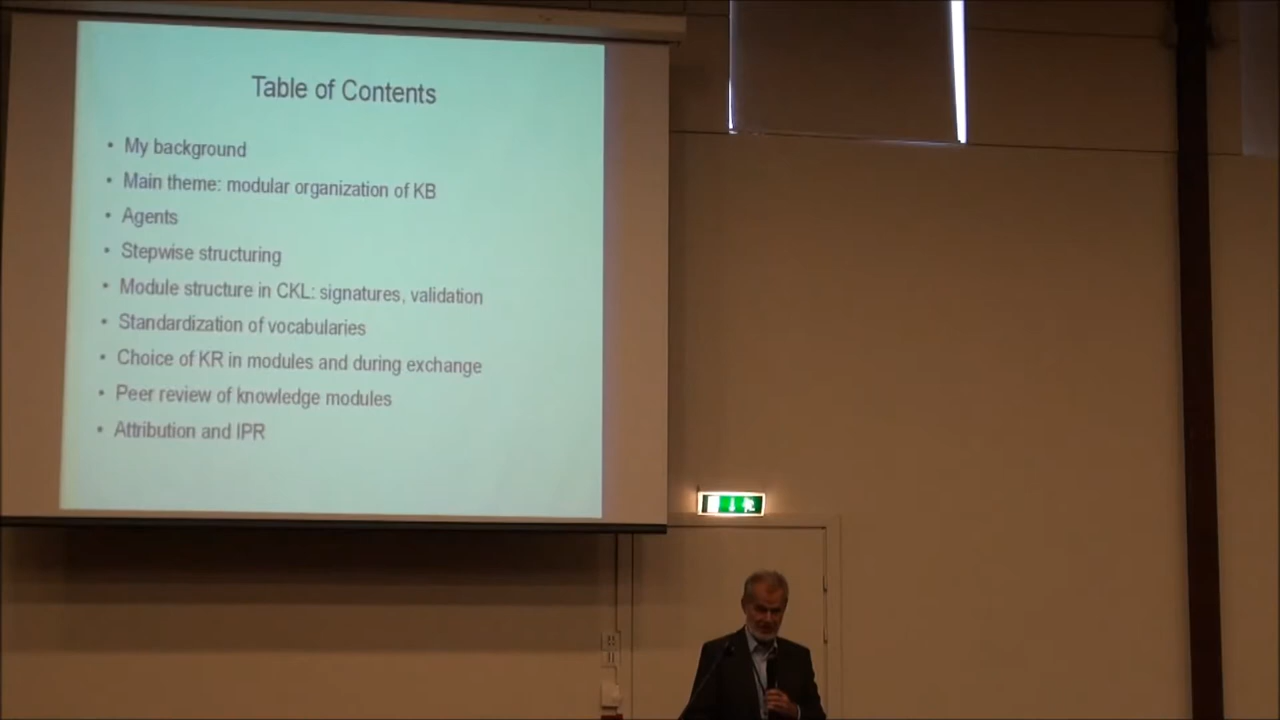 Table of Contents
• My background
• Main theme: modular organization of KB
• Agents
• Stepwise structuring
• Module structure in CKL: signatures, validation
• Standardization of vocabularies
• Choice of KR in modules and during exchange
• Peer review of knowledge modules
• Attribution and IPR